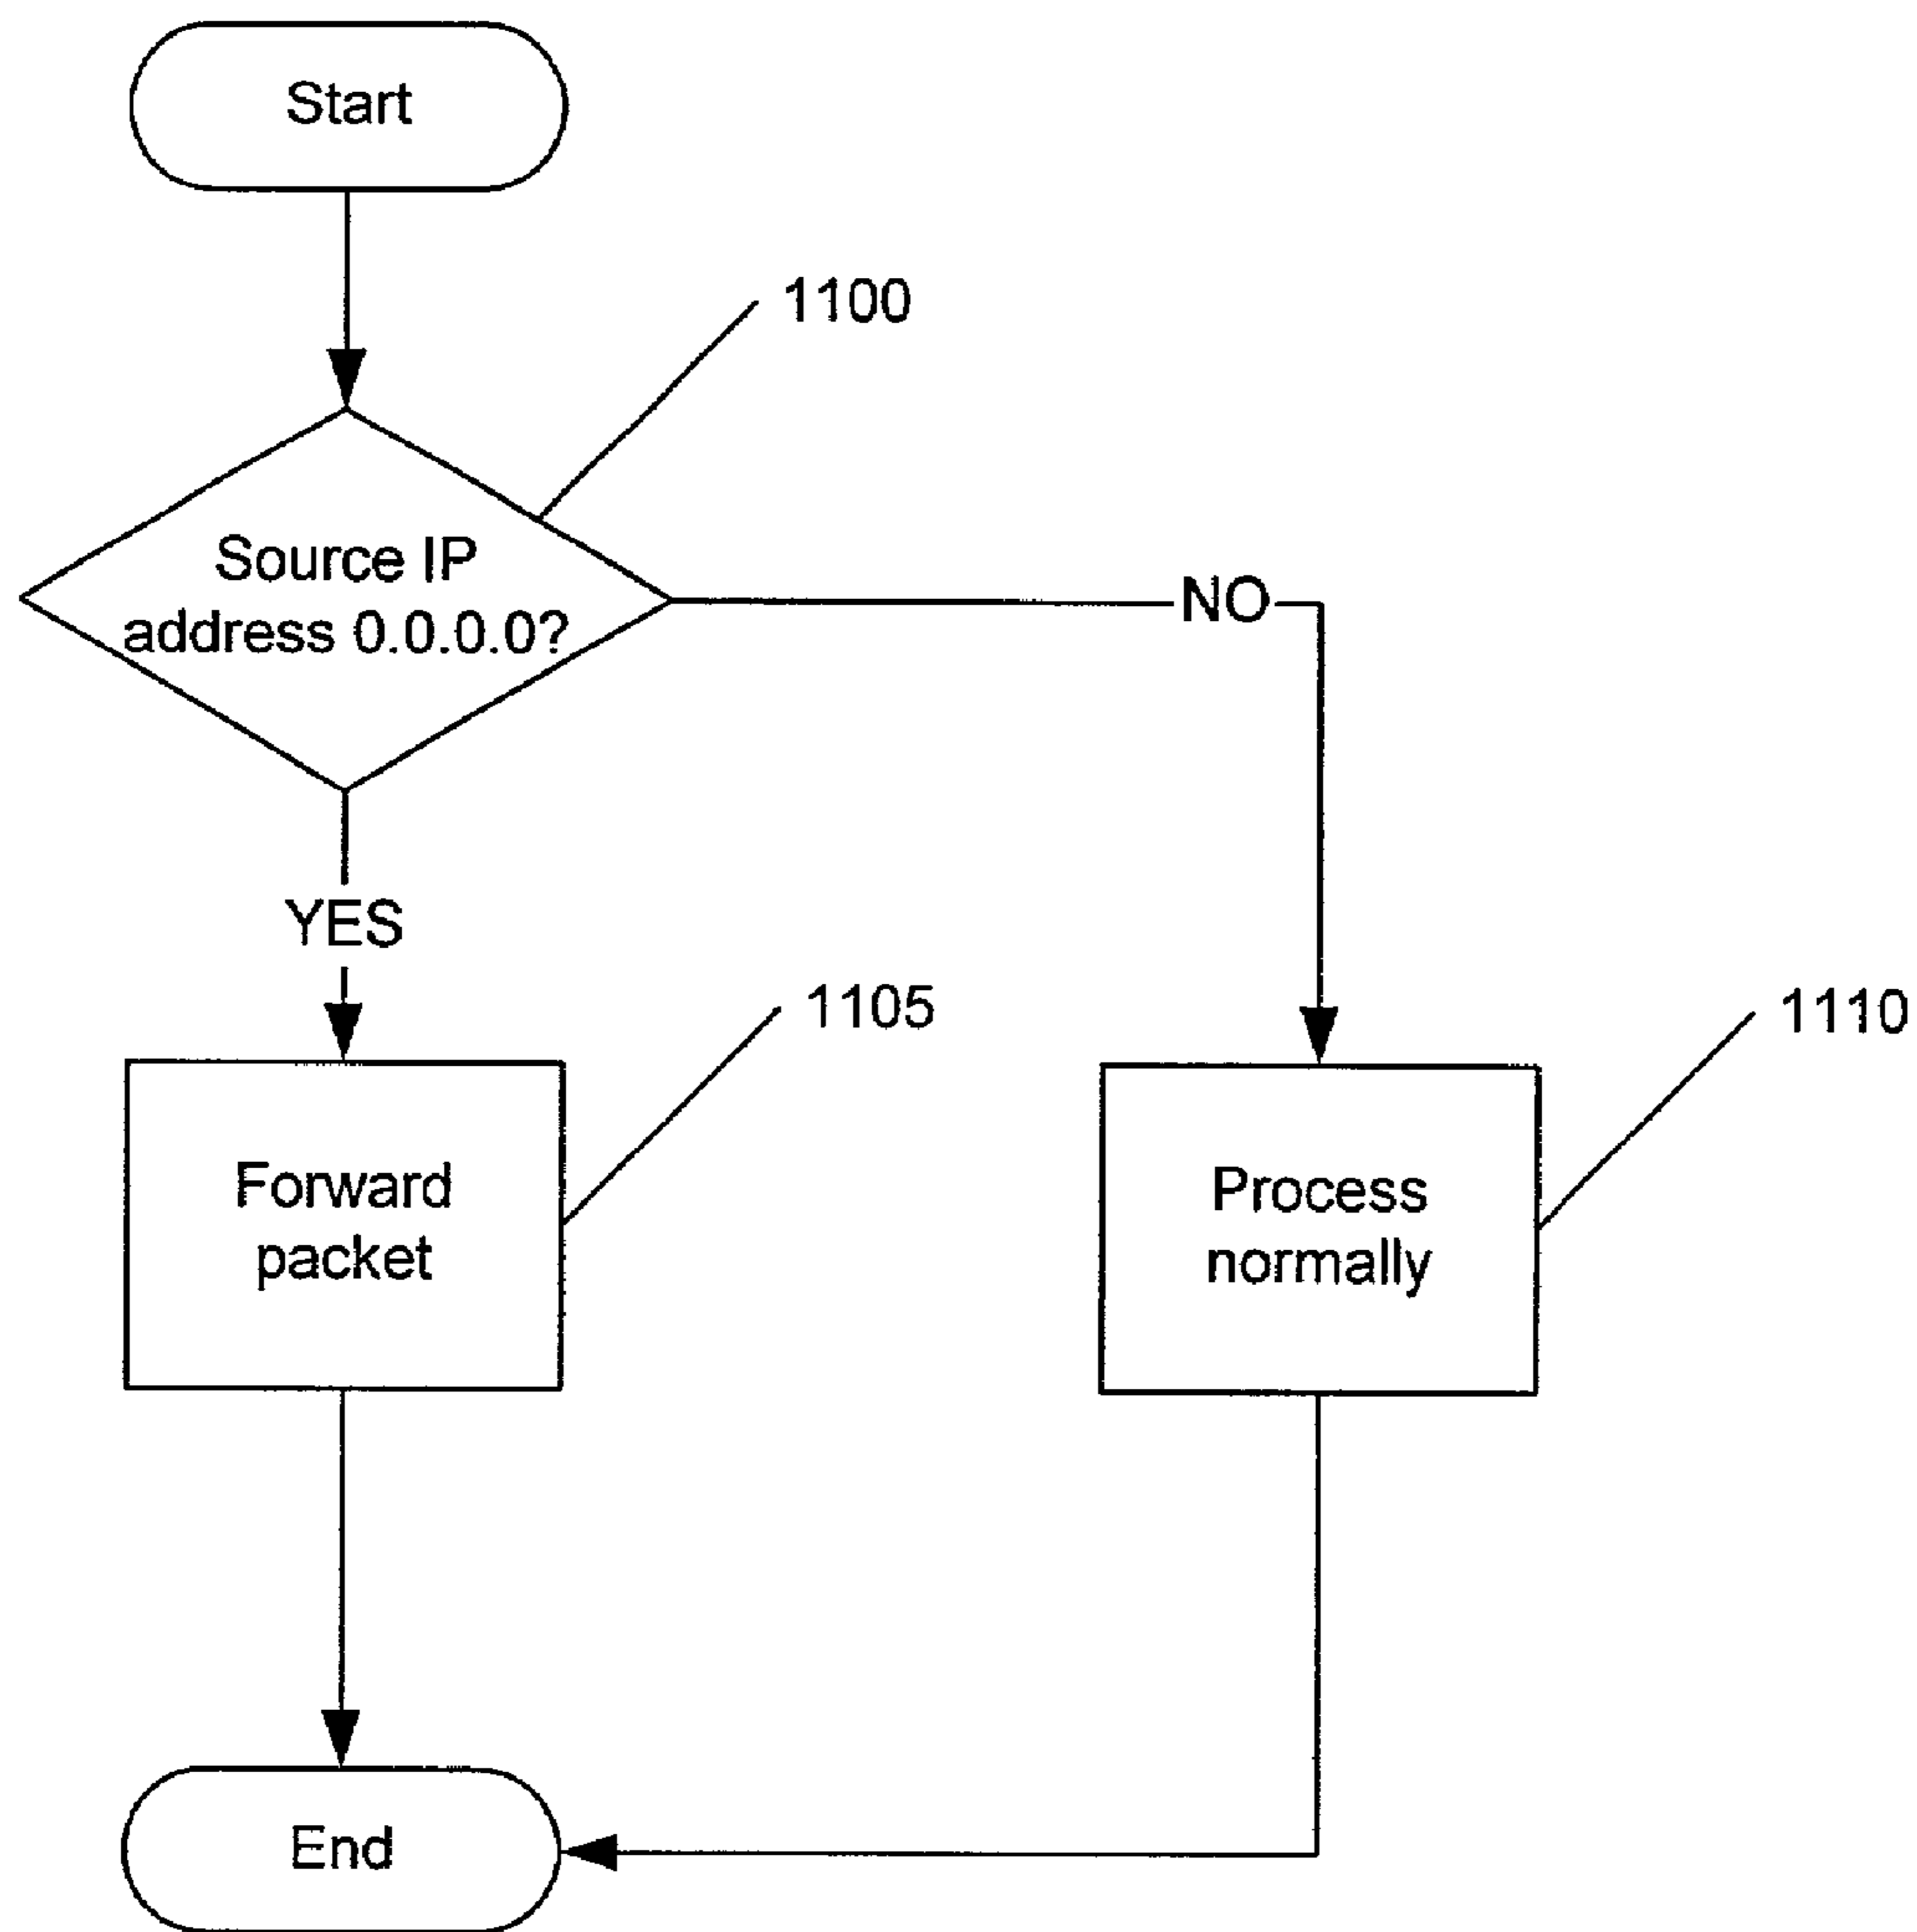 Start
1100
Source IP
address 0.0.0.0?
NO
YES
1105
1110
Forward
packet
Process
normally
End